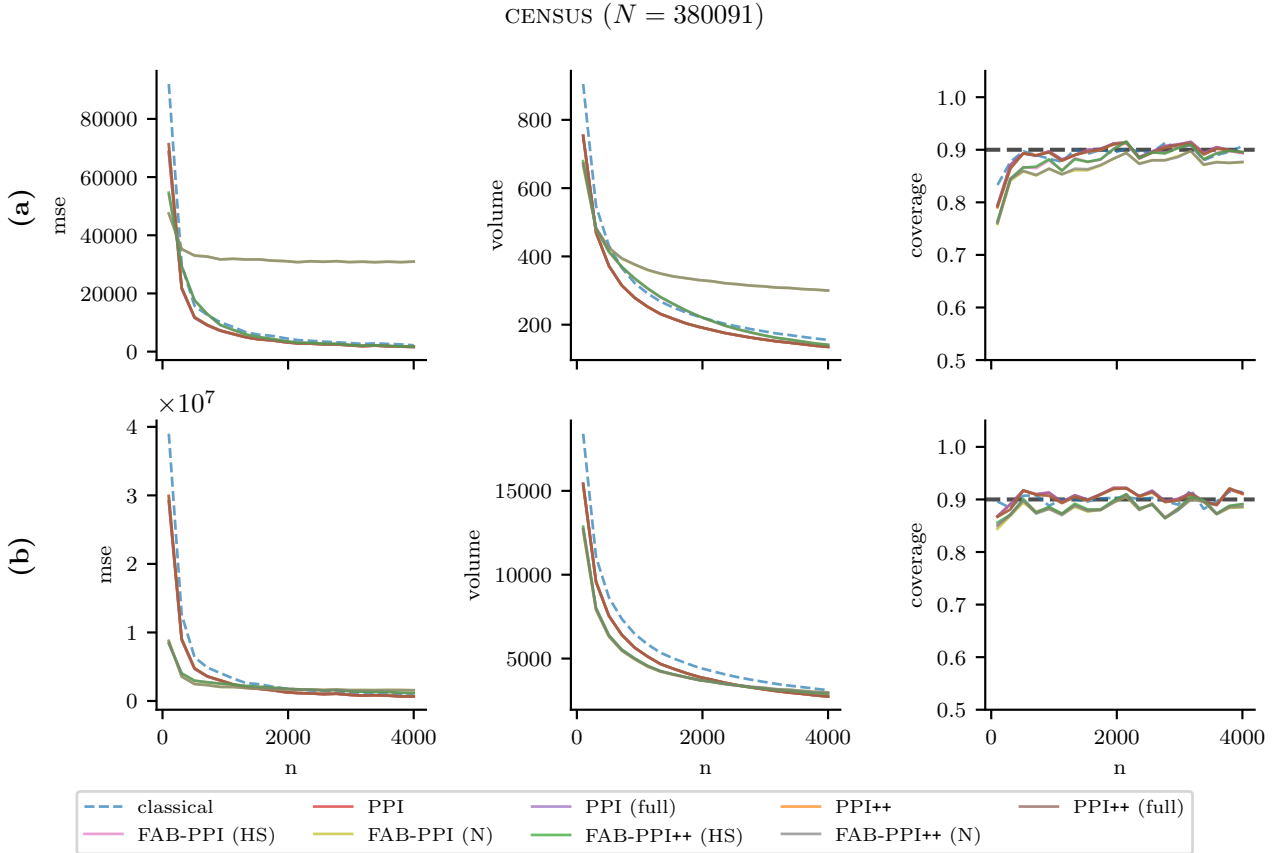 CENSUS (N = 380091)
(a)
mse
80000
60000
40000
20000
0
volume
800
600
400
200
coverage
1.0
0.9
0.8
0.7
0.6
0.5
(b)
×10⁷
mse
4
3
2
1
0
0 2000 4000
n
volume
15000
10000
5000
0 2000 4000
n
coverage
1.0
0.9
0.8
0.7
0.6
0.5
0 2000 4000
n
classical PPI PPI (full) PPI++ PPI++ (full)
FAB-PPI (HS) FAB-PPI (N) FAB-PPI++ (HS) FAB-PPI++ (N)